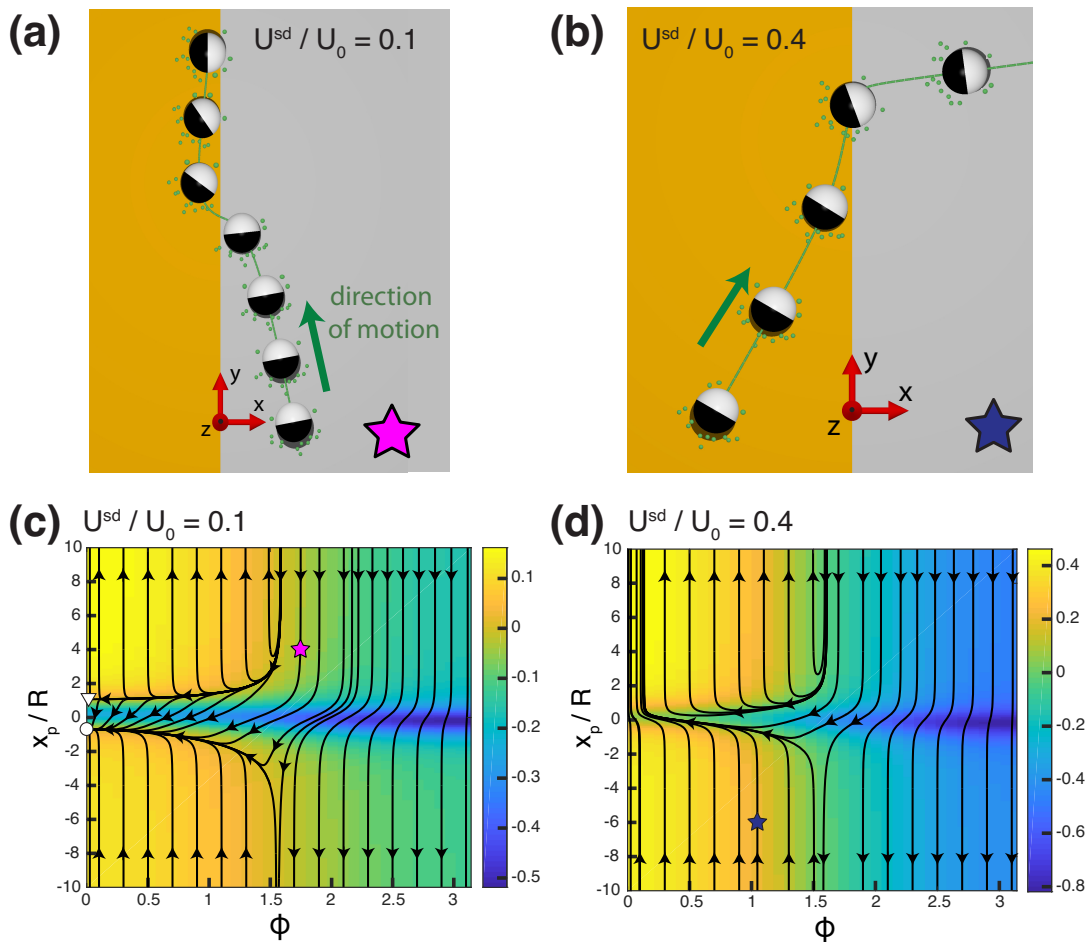 (a)
U^sd / U_0 = 0.1
direction
of motion
y
x
z
(b)
U^sd / U_0 = 0.4
y
x
z
(c)
U^sd / U_0 = 0.1
10
8
6
4
2
0
-2
-4
-6
-8
-10
x_p / R
0
0.5
1
1.5
2
2.5
3
ϕ
0.1
0
-0.1
-0.2
-0.3
-0.4
-0.5
(d)
U^sd / U_0 = 0.4
10
8
6
4
2
0
-2
-4
-6
-8
-10
x_p / R
0
0.5
1
1.5
2
2.5
3
ϕ
0.4
0.2
0
-0.2
-0.4
-0.6
-0.8